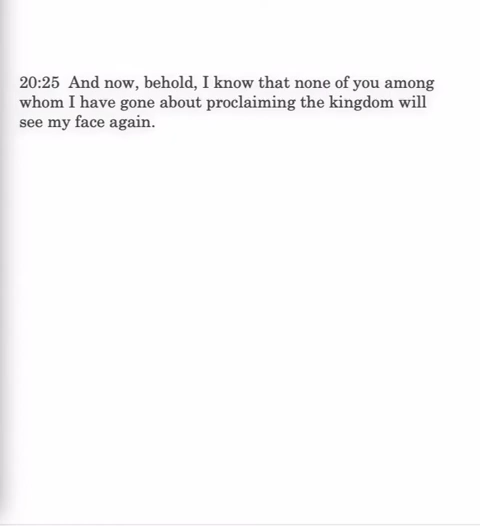 20:25 And now, behold, I know that none of you among
whom I have gone about proclaiming the kingdom will
see my face again.